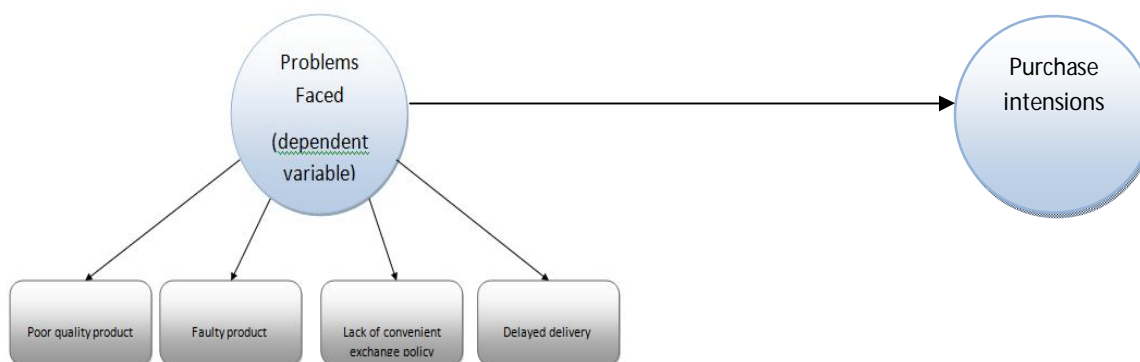 Problems
Faced
(dependent
variable)
Purchase
intensions
Poor quality product
Faulty product
Lack of convenient
exchange policy
Delayed delivery